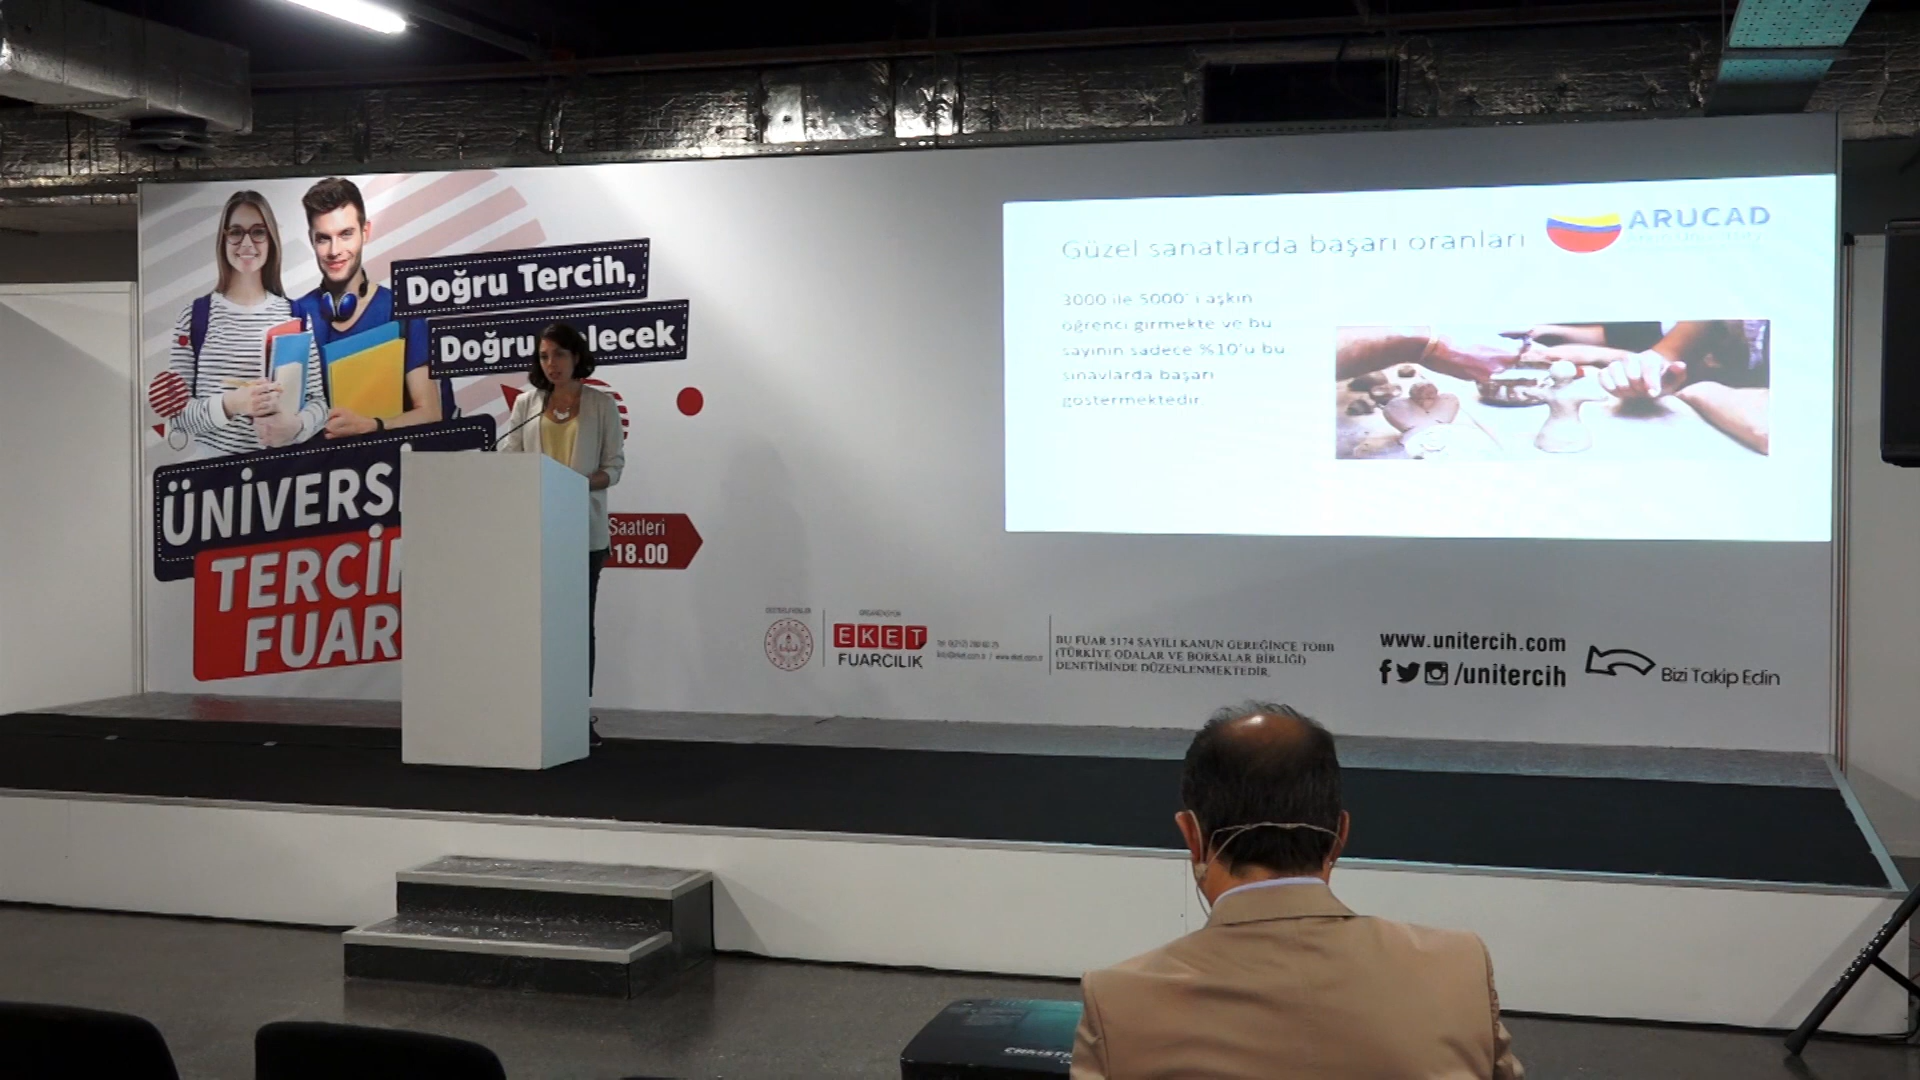 Doğru Tercih,
Doğru lecek
ÜNİVERSİ
TERCİH
FUAR
Saatleri
18.00
Güzel sanatlarda başarı oranları
ARUCAD
3000 ile 5000' i aşkın
öğrenci girmekte ve bu
sayının sadece %10'u bu
sınavlarda başarı
göstermektedir.
ORGANİZASYON
EKET
FUARCILIK
BU FUAR 5174 SAYILI KANUN GEREĞİNCE TOBB
(TÜRKİYE ODALAR VE BORSALAR BİRLİĞİ)
DENETİMİNDE DÜZENLENMEKTEDİR.
www.unitercih.com
/unitercih
Bizi Takip Edin